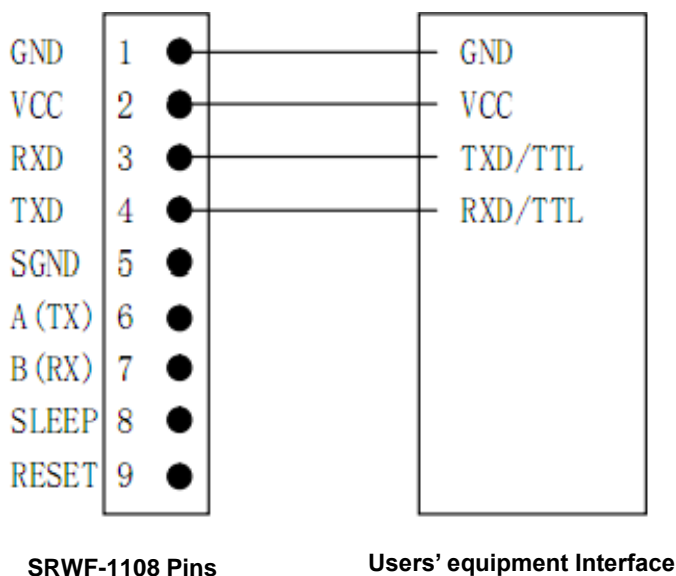 GND 1 GND
VCC 2 VCC
RXD 3 TXD/TTL
TXD 4 RXD/TTL
SGND 5
A(TX) 6
B(RX) 7
SLEEP 8
RESET 9
SRWF-1108 Pins Users’ equipment Interface